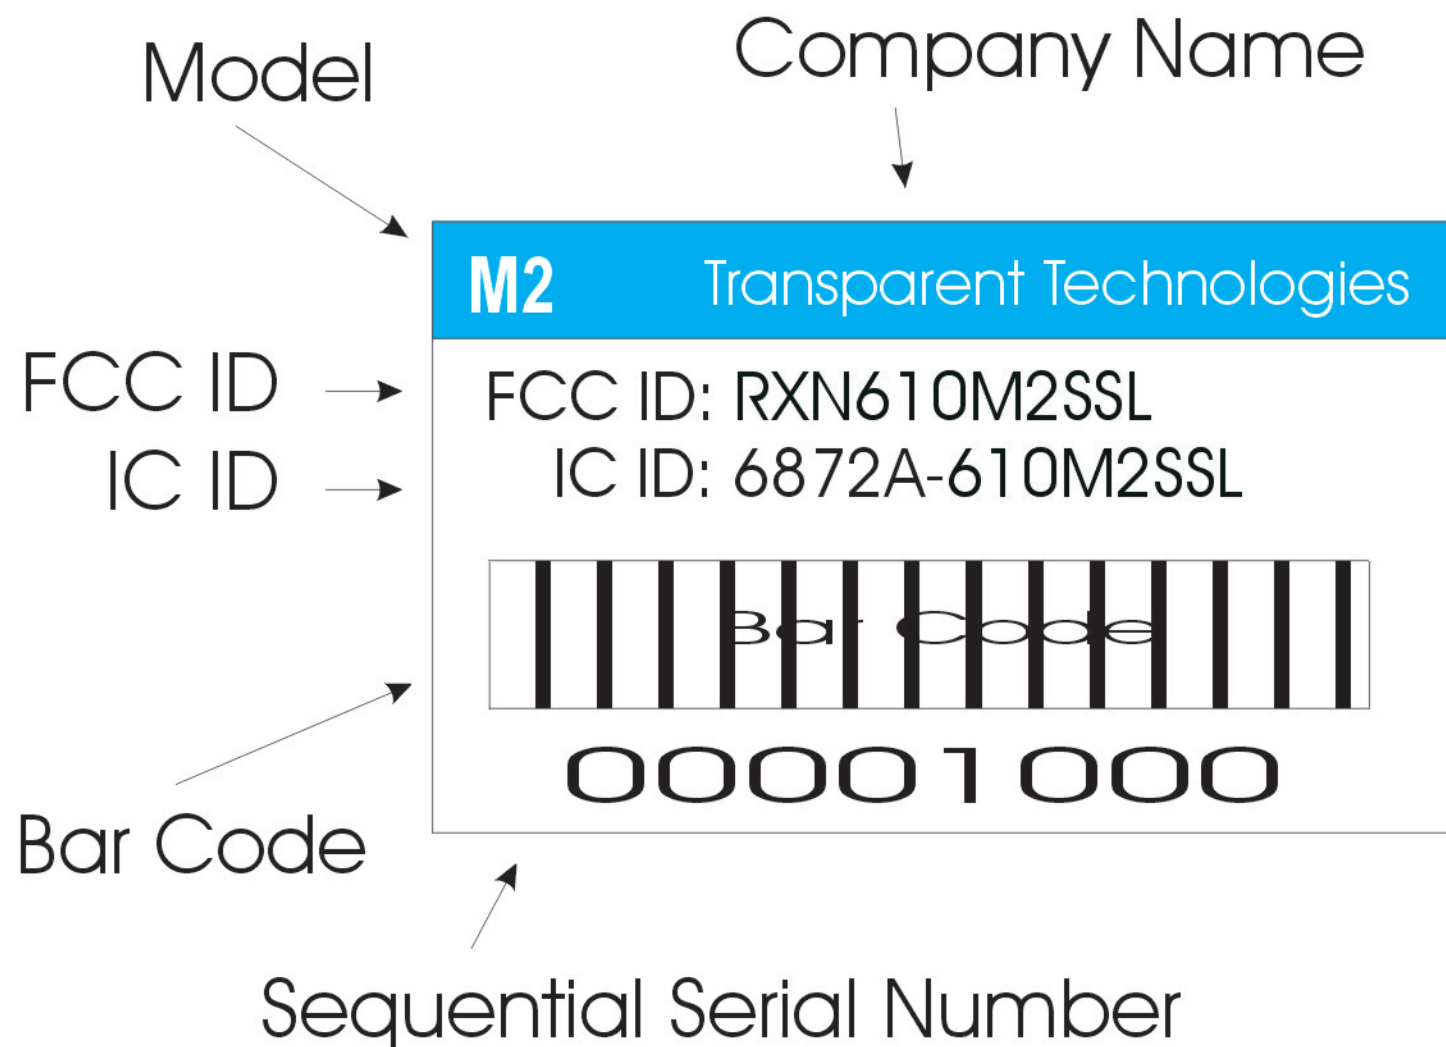 Model
Company Name
M2 Transparent Technologies
FCC ID
FCC ID: RXN610M2SSL
IC ID
IC ID: 6872A-610M2SSL
Bar Code
00001000
Bar Code
Sequential Serial Number